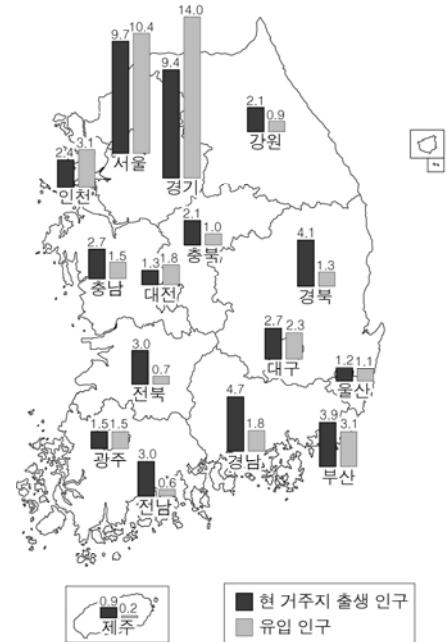 14.0
9.7 10.4
9.4
서울
경기
2.1
0.9
강원
2.4
3.1
인천
2.1
1.0
충북
2.7
1.5
충남
1.3 1.8
대전
4.1
1.3
경북
2.7 2.3
대구
1.2 1.1
울산
3.0
0.7
전북
4.7
1.8
경남
3.9
3.1
부산
1.5 1.5
광주
3.0
0.6
전남
0.9
0.2
제주
현 거주지 출생 인구
유입 인구